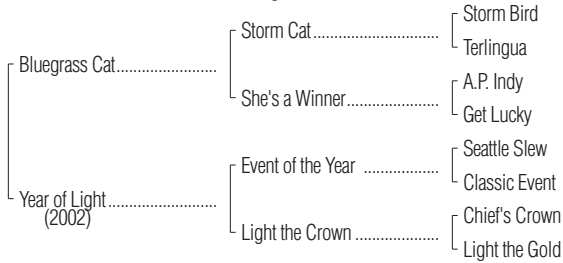 Storm Bird
Storm Cat......................
Terlingua
Bluegrass Cat.......................
A.P. Indy
She's a Winner.....................
Get Lucky
Seattle Slew
Event of the Year .................
Classic Event
Year of Light.........................
(2002)
Chief's Crown
Light the Crown ...................
Light the Gold